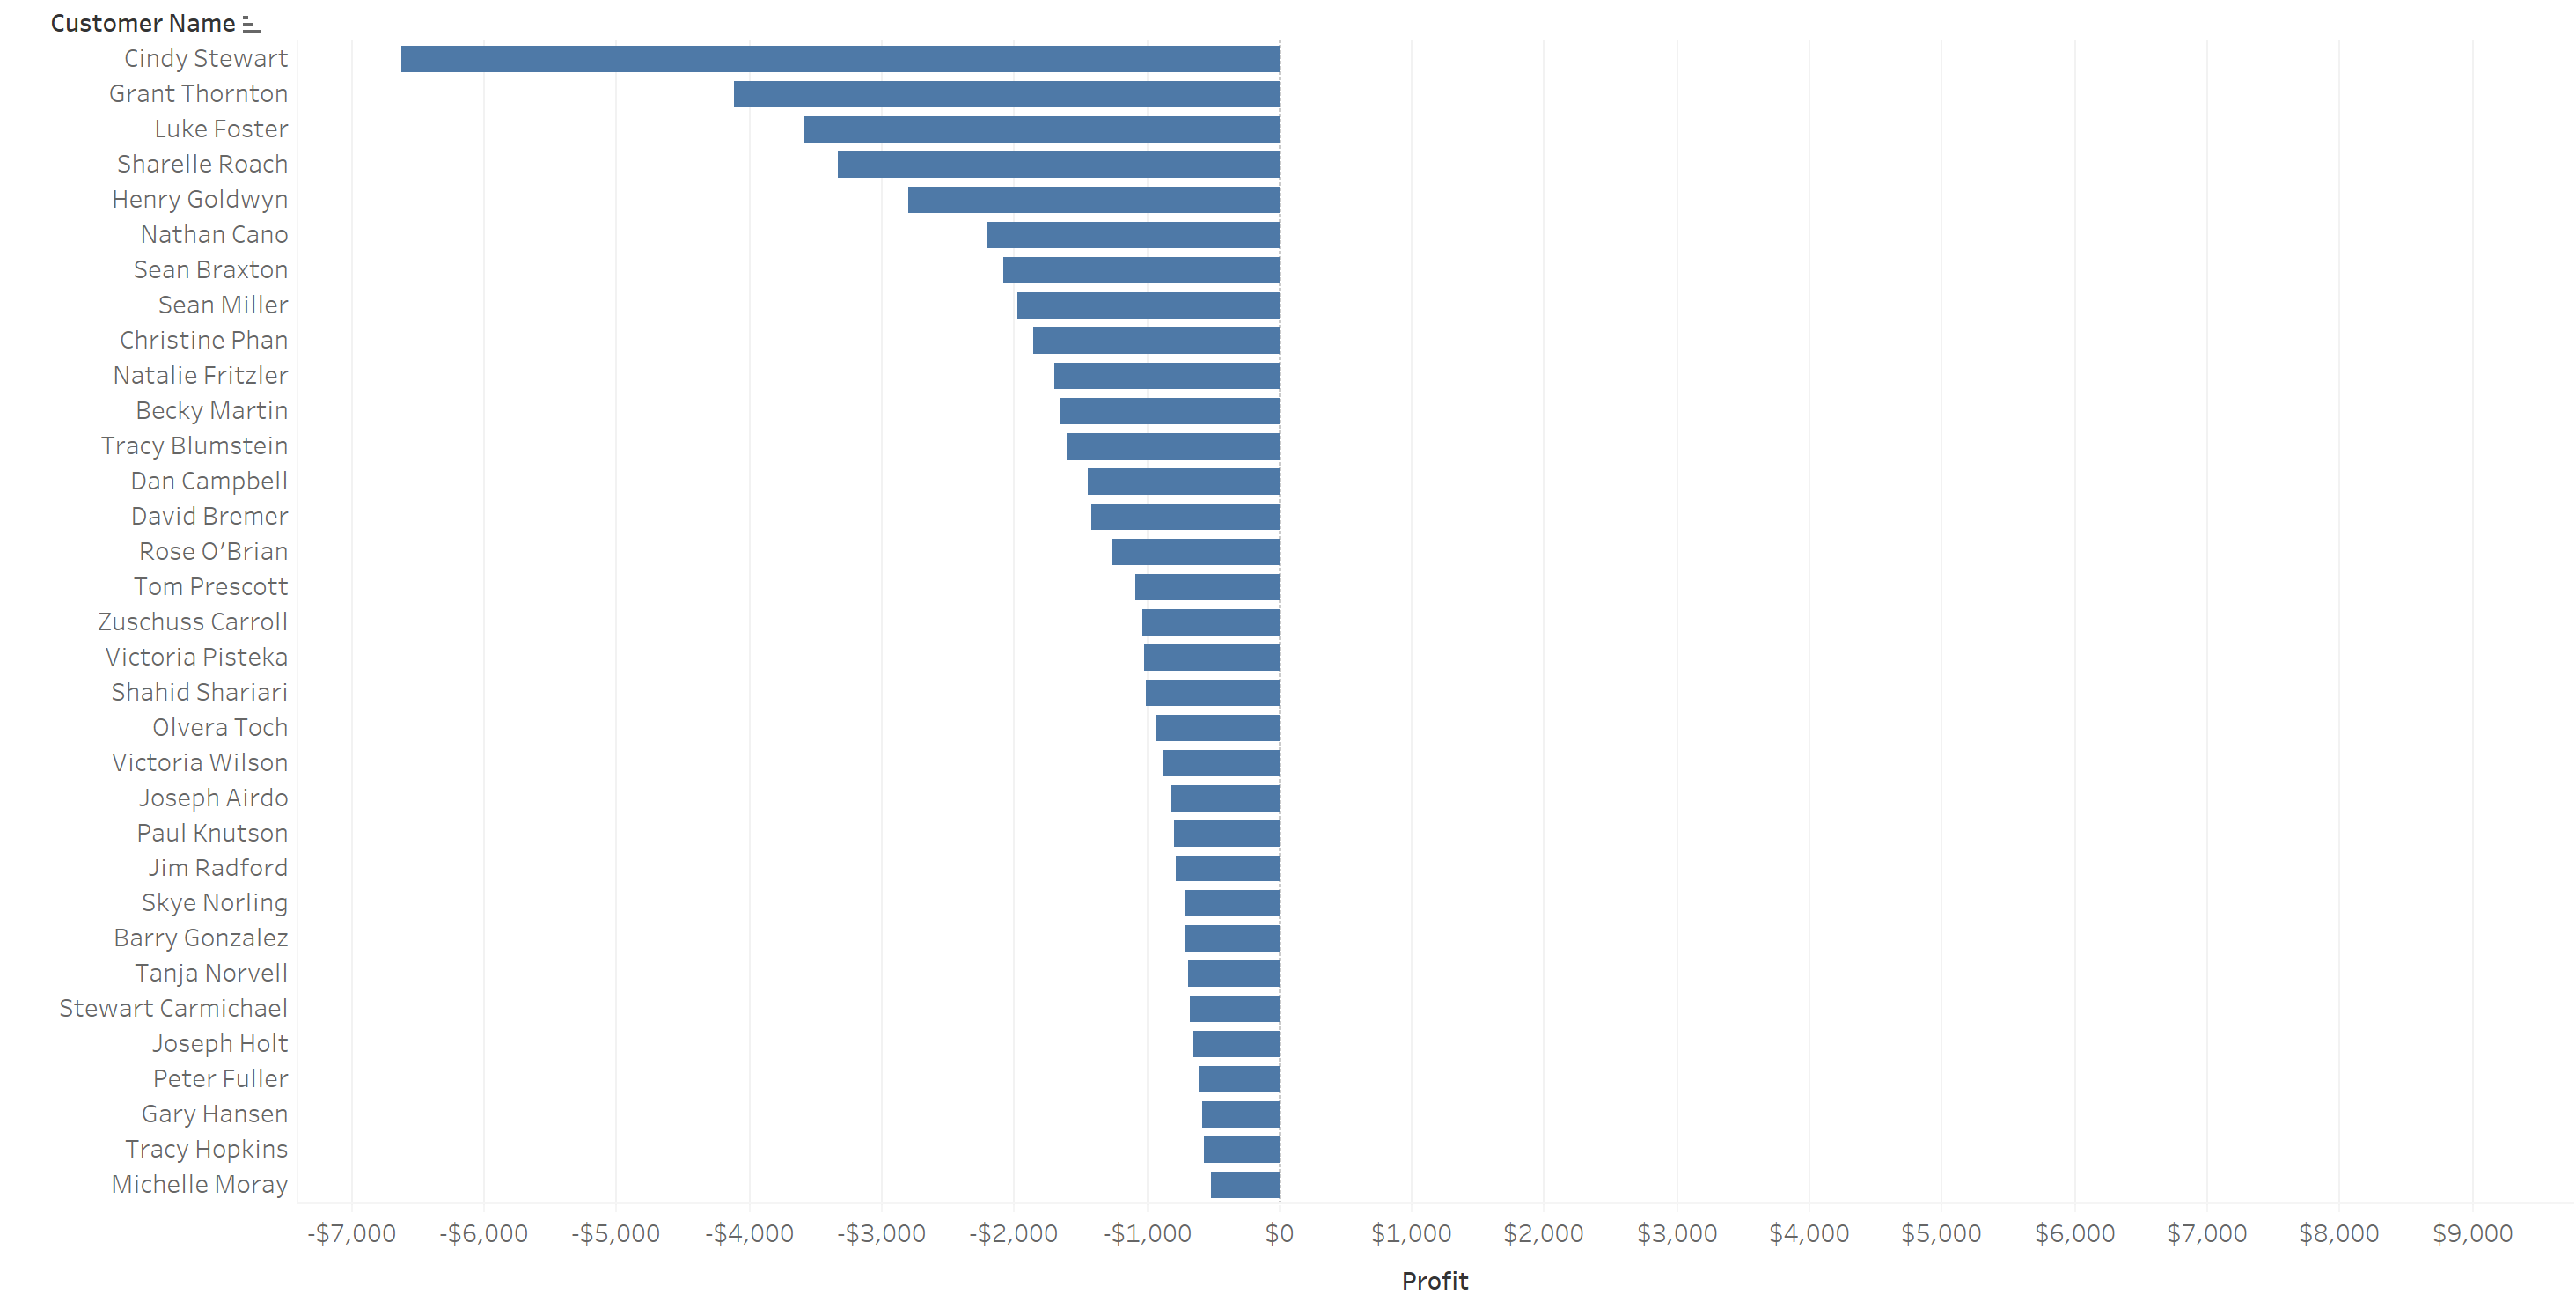 Customer Name
Cindy Stewart
Grant Thornton
Luke Foster
Sharelle Roach
Henry Goldwyn
Nathan Cano
Sean Braxton
Sean Miller
Christine Phan
Natalie Fritzler
Becky Martin
Tracy Blumstein
Dan Campbell
David Bremer
Rose O'Brian
Tom Prescott
Zuschuss Carroll
Victoria Pisteka
Shahid Shariari
Olvera Toch
Victoria Wilson
Joseph Airdo
Paul Knutson
Jim Radford
Skye Norling
Barry Gonzalez
Tanja Norvell
Stewart Carmichael
Joseph Holt
Peter Fuller
Gary Hansen
Tracy Hopkins
Michelle Moray
-$7,000 -$6,000 -$5,000 -$4,000 -$3,000 -$2,000 -$1,000 $0 $1,000 $2,000 $3,000 $4,000 $5,000 $6,000 $7,000 $8,000 $9,000
Profit